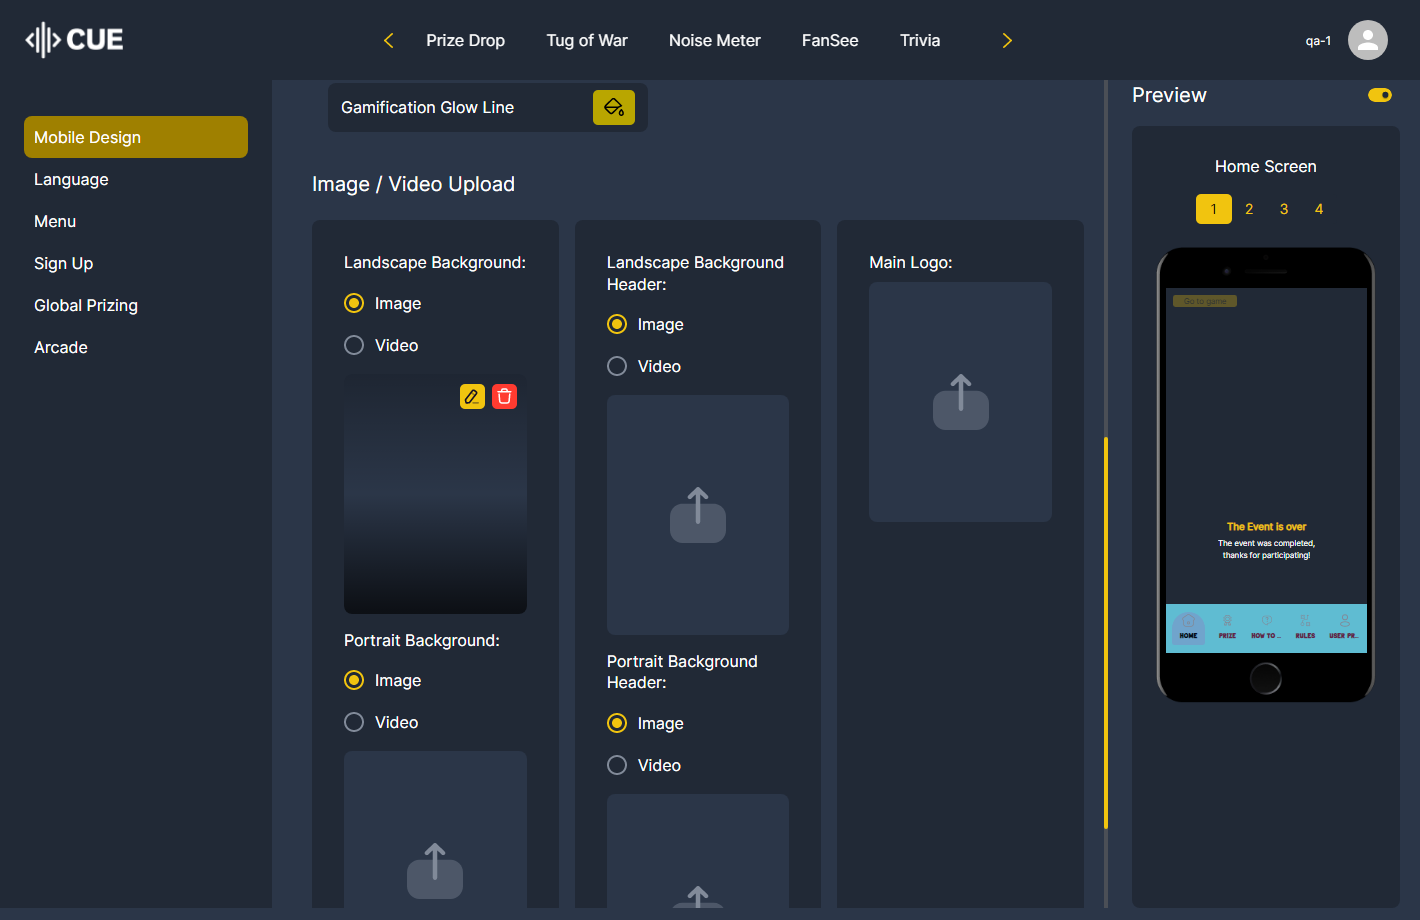 CUE
Prize Drop
Tug of War
Noise Meter
FanSee
Trivia
qa-1
Mobile Design
Language
Menu
Sign Up
Global Prizing
Arcade
Gamification Glow Line
Image / Video Upload
Landscape Background:
Image
Video
Portrait Background:
Image
Video
Landscape Background
Header:
Image
Video
Portrait Background
Header:
Image
Video
Main Logo:
Preview
Home Screen
1 2 3 4
Go to game
The Event is over
The event was completed,
thanks for participating!
HOME PRIZE HOW TO ... RULES USER PR...